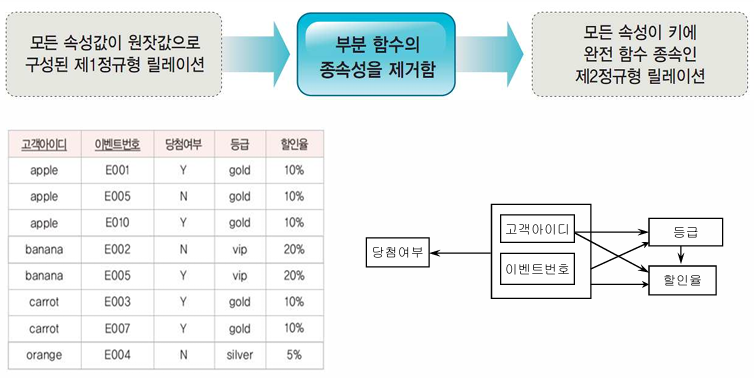 모든 속성값이 원잣값으로
구성된 제1정규형 릴레이션
부분 함수의
종속성을 제거함
모든 속성이 키에
완전 함수 종속인
제2정규형 릴레이션
고객아이디 이벤트번호 당첨여부 등급 할인율
apple E001 Y gold 10%
apple E005 N gold 10%
apple E010 Y gold 10%
banana E002 N vip 20%
banana E005 Y vip 20%
carrot E003 Y gold 10%
carrot E007 Y gold 10%
orange E004 N silver 5%
고객아이디
등급
당첨여부
이벤트번호
할인율